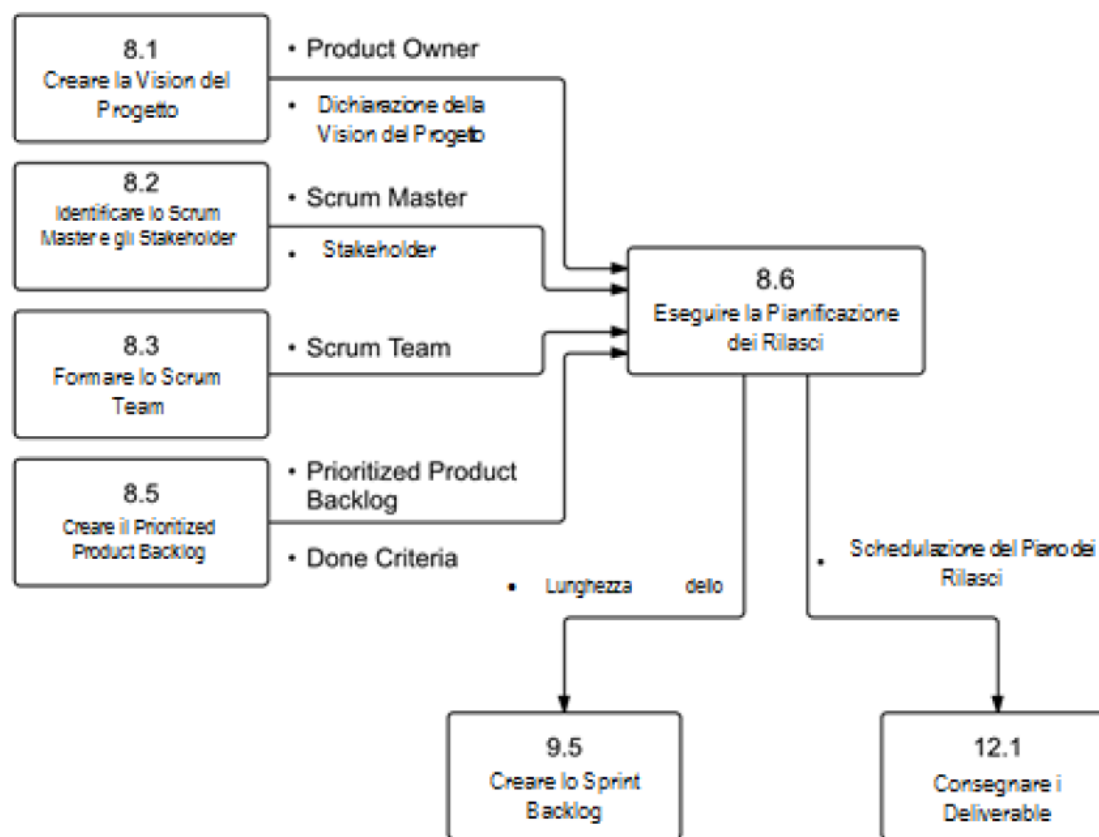 8.1
Creare la Vision del
Progetto
• Product Owner
• Dichiarazione della
Vision del Progetto
8.2
Identificare lo Scrum
Master e gli Stakeholder
• Scrum Master
• Stakeholder
8.3
Formare lo Scrum
Team
• Scrum Team
8.5
Creare il Prioritized
Product Backlog
• Prioritized Product
Backlog
• Done Criteria
8.6
Eseguire la Pianificazione
dei Rilasci
• Lunghezza dello
• Schedulazione del Piano dei
Rilasci
9.5
Creare lo Sprint
Backlog
12.1
Consegnare i
Deliverable